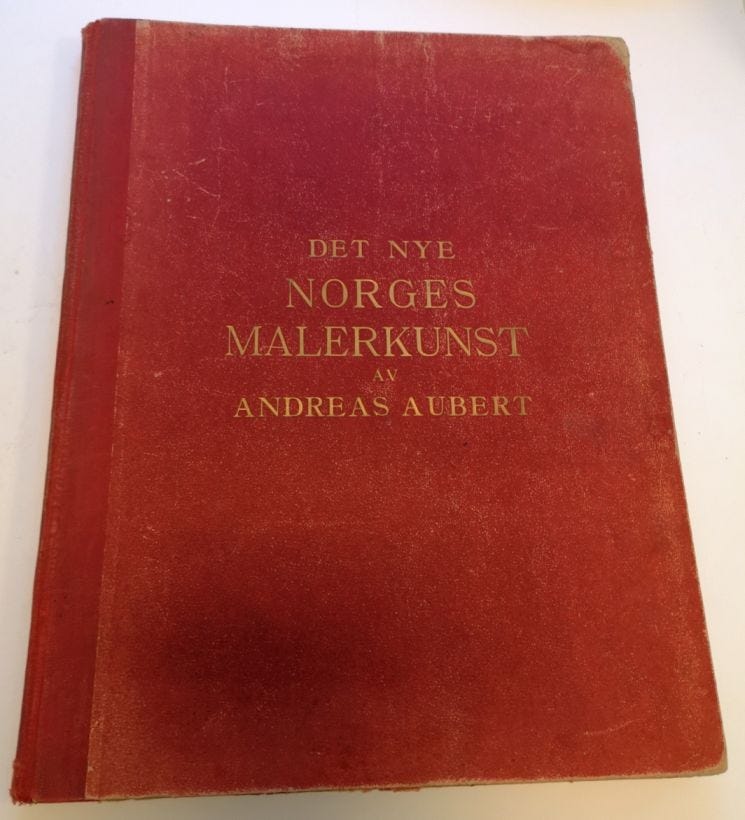 DET NYE
NORGES
MALERKUNST
AV
ANDREAS AUBERT